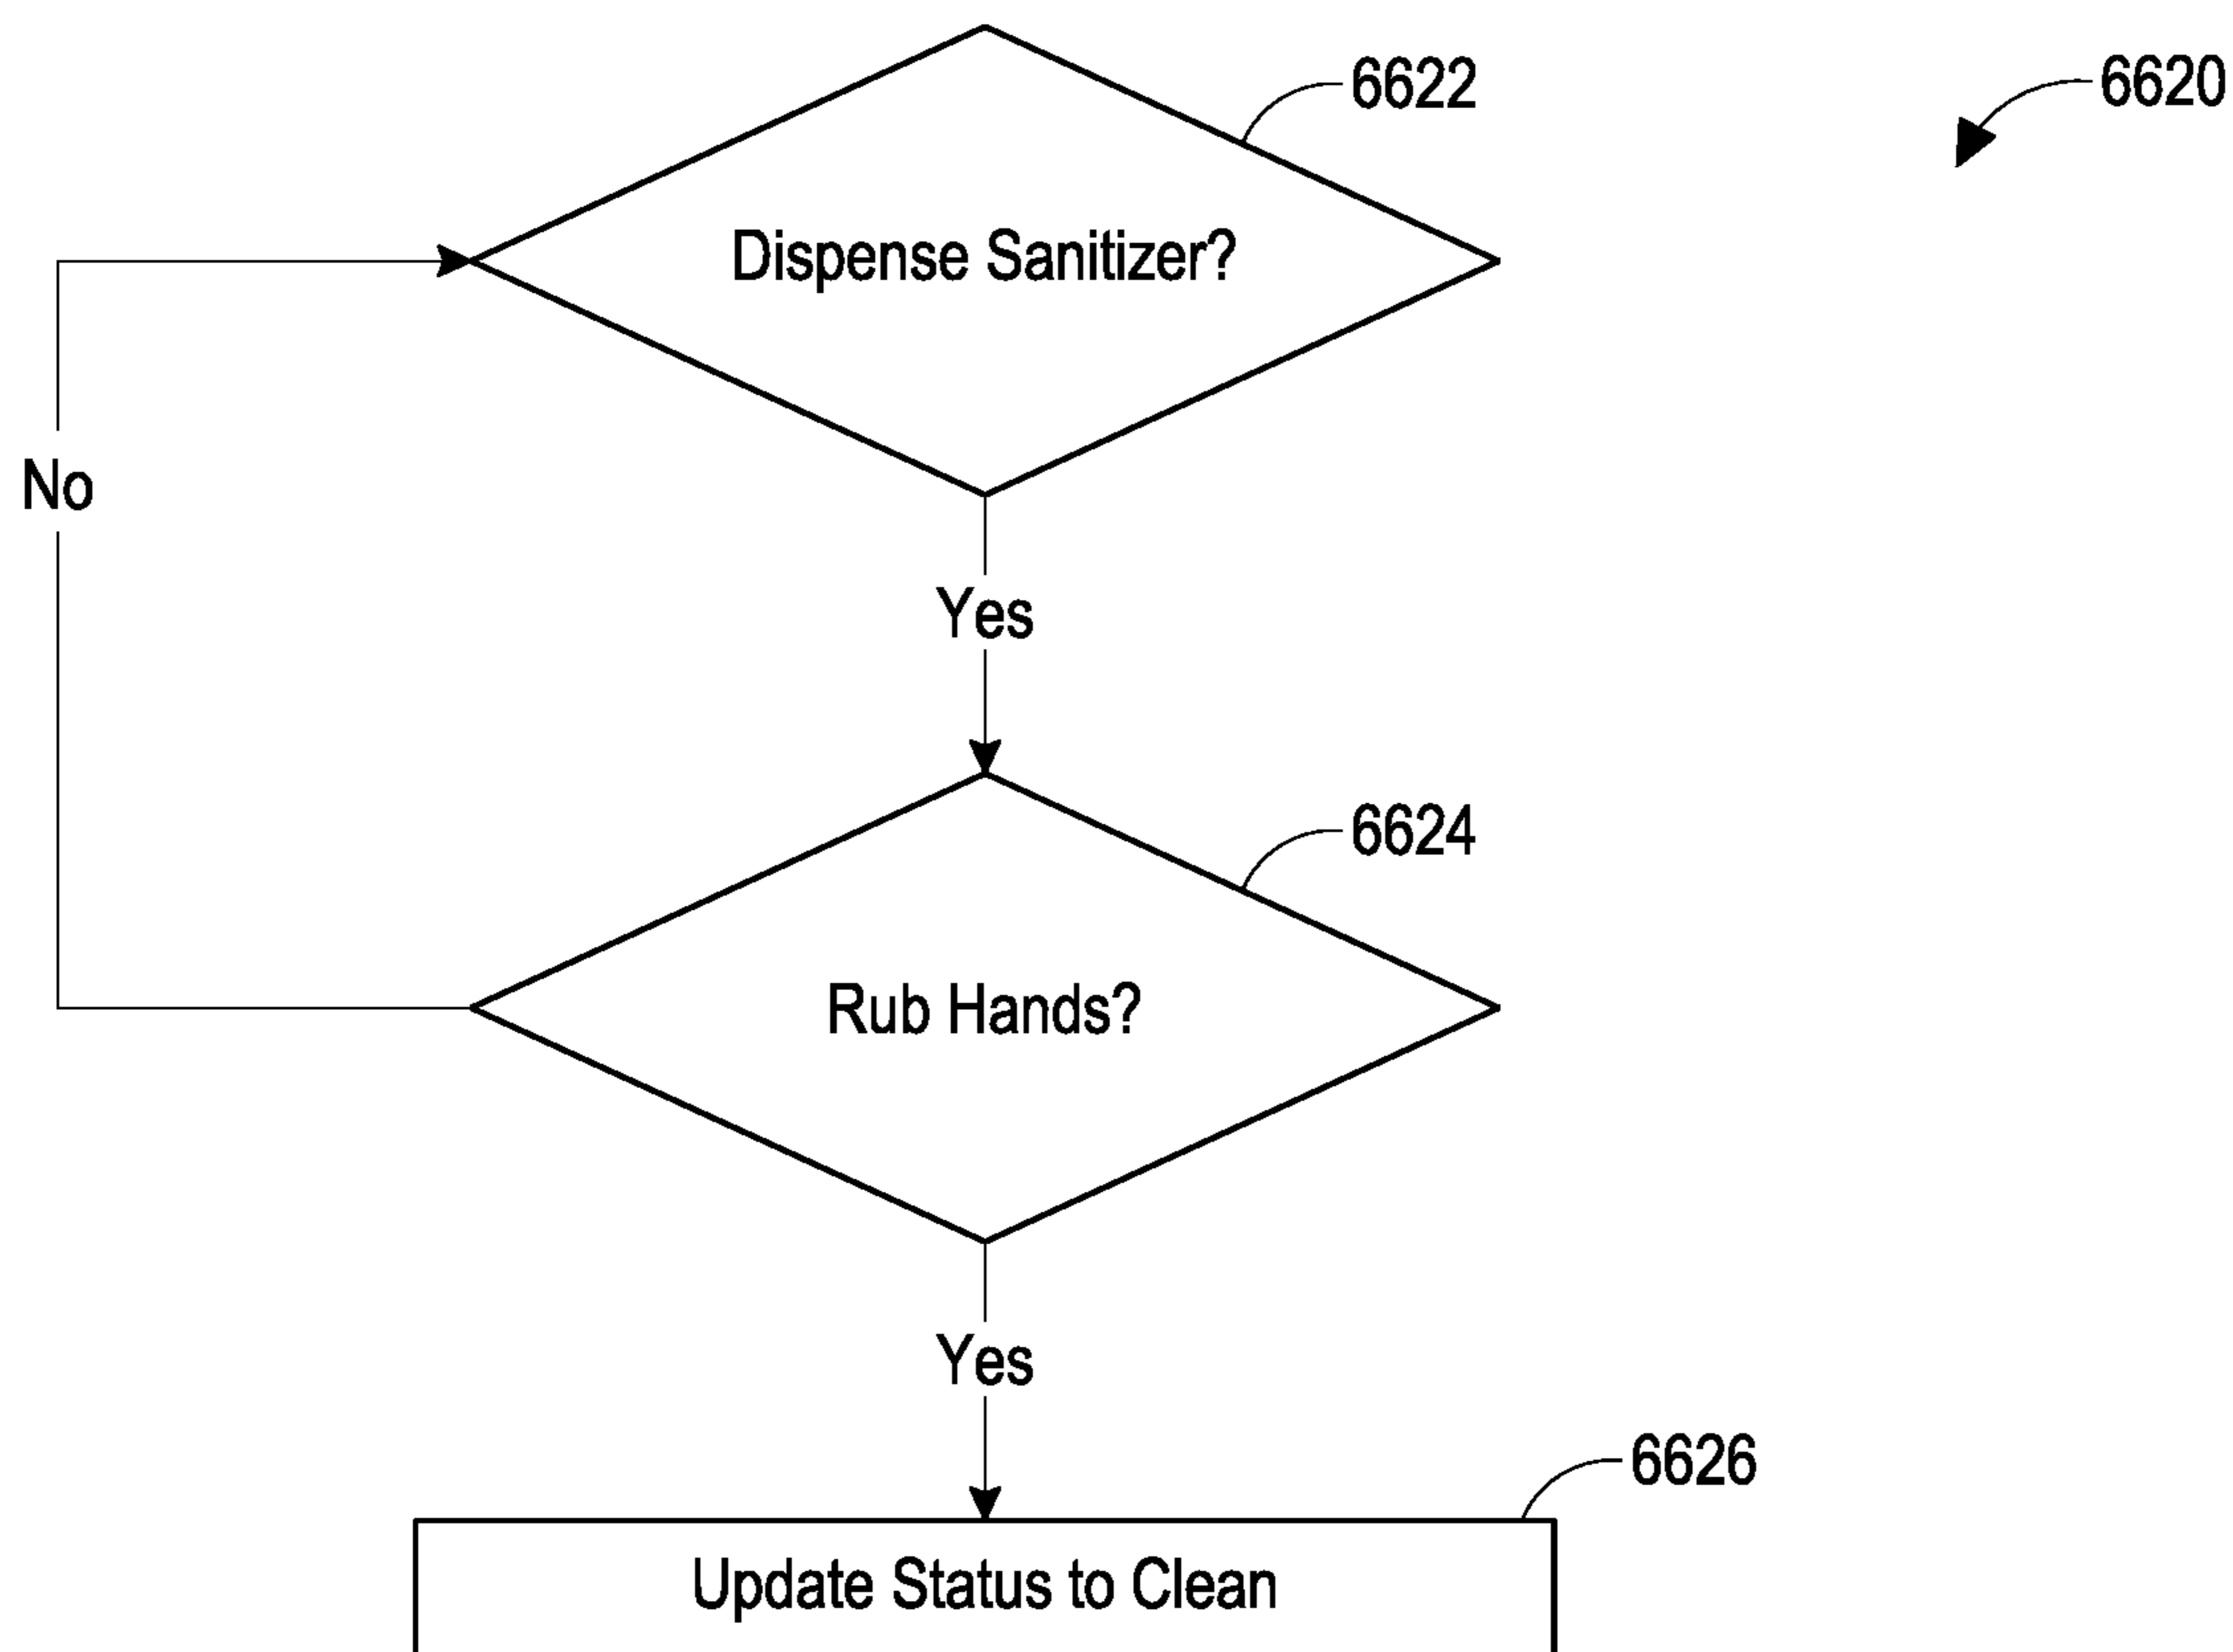 6622
6620
Dispense Sanitizer?
No
Yes
6624
Rub Hands?
Yes
6626
Update Status to Clean